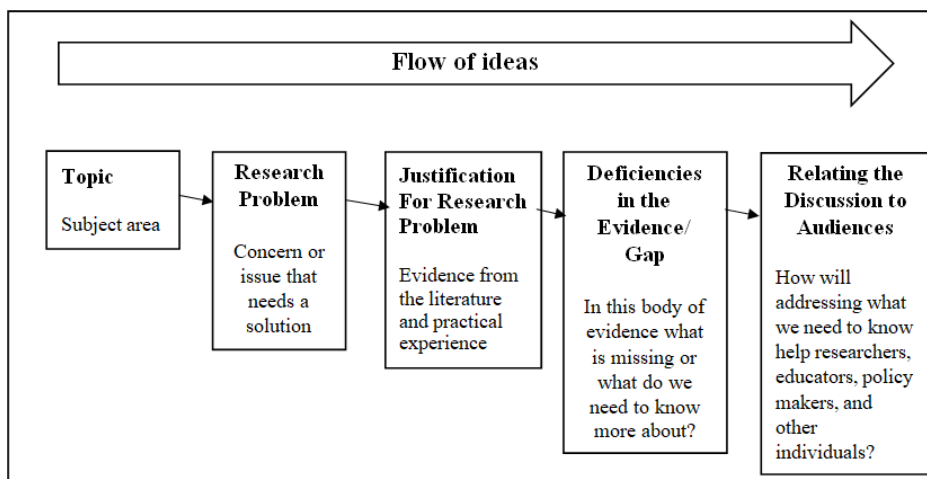 Flow of ideas
Topic
Subject area
Research
Problem
Concern or
issue that
needs a
solution
Justification
For Research
Problem
Evidence from
the literature
and practical
experience
Deficiencies
in the
Evidence/
Gap
In this body of
evidence what
is missing or
what do we
need to know
more about?
Relating the
Discussion to
Audiences
How will
addressing what
we need to know
help researchers,
educators, policy
makers, and
other
individuals?